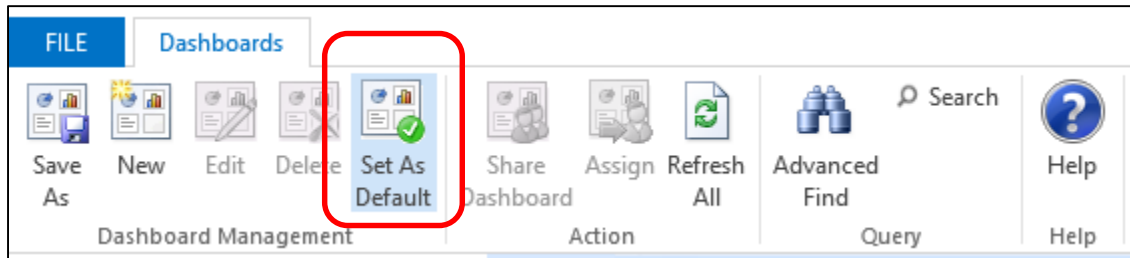 FILE
Dashboards
Save
As
New
Edit
Delete
Set As
Default
Share
Dashboard
Assign
Refresh
All
Advanced
Find
Search
Help
Dashboard Management
Action
Query
Help